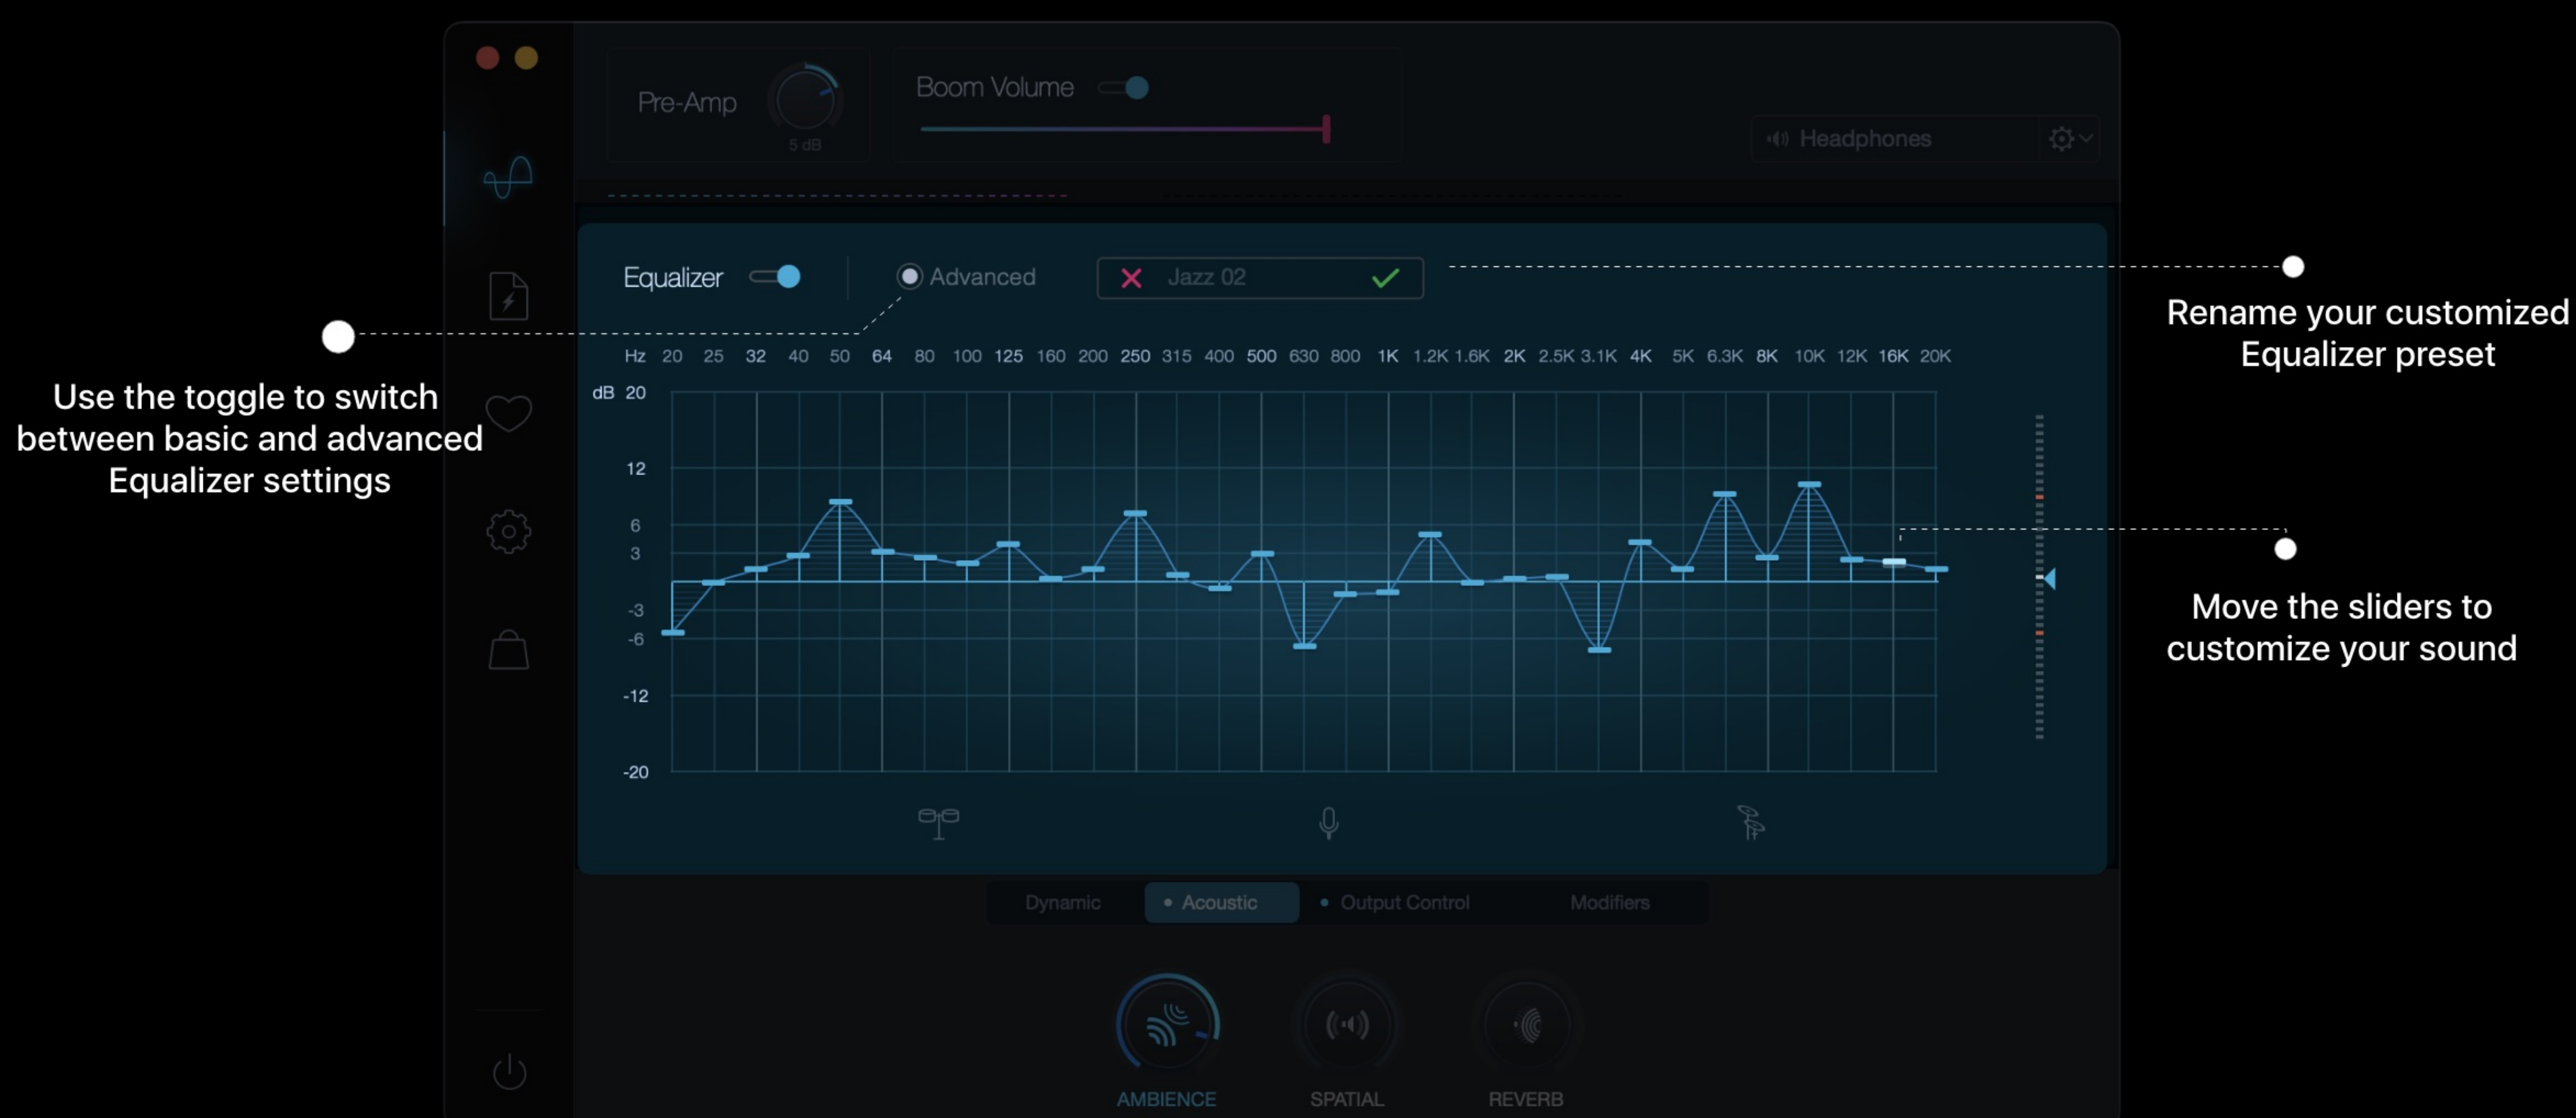 Pre-Amp
5 dB
Boom Volume
Headphones
Equalizer
Advanced
Jazz 02
Rename your customized
Equalizer preset
Use the toggle to switch
between basic and advanced
Equalizer settings
Hz 20 25 32 40 50 64 80 100 125 160 200 250 315 400 500 630 800 1K 1.2K 1.6K 2K 2.5K 3.1K 4K 5K 6.3K 8K 10K 12K 16K 20K
dB 20
12
6
3
-3
-6
-12
-20
Move the sliders to
customize your sound
Dynamic Acoustic Output Control Modifiers
AMBIENCE SPATIAL REVERB